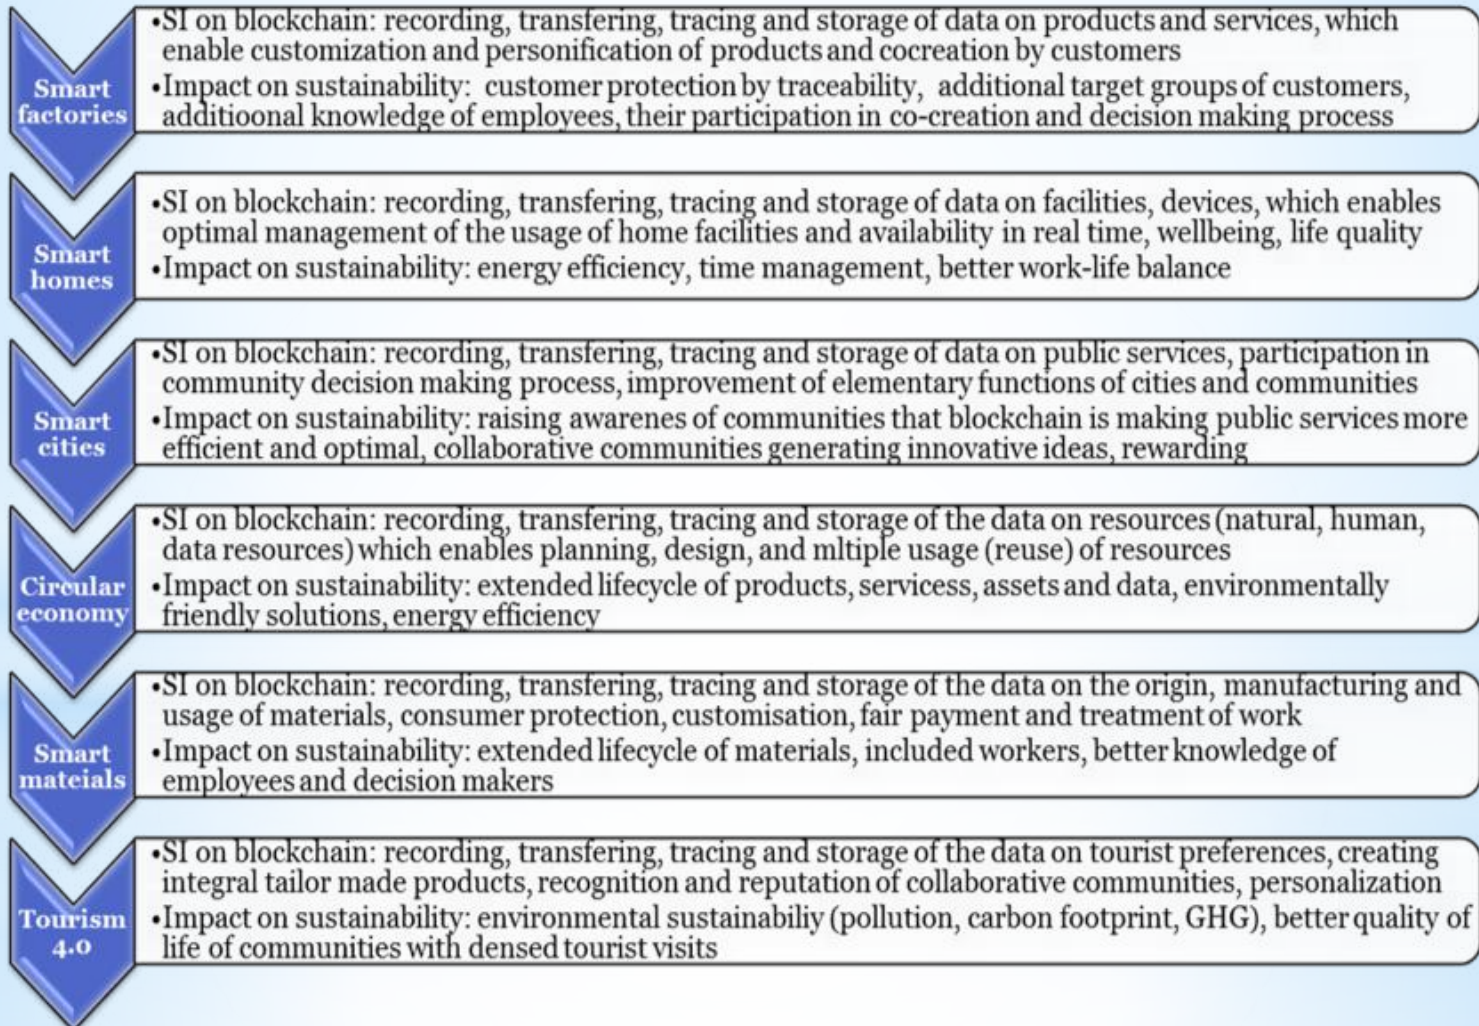 Smart
factories
•SI on blockchain: recording, transfering, tracing and storage of data on products and services, which
enable customization and personification of products and cocreation by customers
•Impact on sustainability: customer protection by traceability, additional target groups of customers,
additioonal knowledge of employees, their participation in co-creation and decision making process
Smart
homes
•SI on blockchain: recording, transfering, tracing and storage of data on facilities, devices, which enables
optimal management of the usage of home facilities and availability in real time, wellbeing, life quality
•Impact on sustainability: energy efficiency, time management, better work-life balance
Smart
cities
•SI on blockchain: recording, transfering, tracing and storage of data on public services, participation in
community decision making process, improvement of elementary functions of cities and communities
•Impact on sustainability: raising awarenes of communities that blockchain is making public services more
efficient and optimal, collaborative communities generating innovative ideas, rewarding
Circular
economy
•SI on blockchain: recording, transfering, tracing and storage of the data on resources (natural, human,
data resources) which enables planning, design, and mltiple usage (reuse) of resources
•Impact on sustainability: extended lifecycle of products, servicess, assets and data, environmentally
friendly solutions, energy efficiency
Smart
mateials
•SI on blockchain: recording, transfering, tracing and storage of the data on the origin, manufacturing and
usage of materials, consumer protection, customisation, fair payment and treatment of work
•Impact on sustainability: extended lifecycle of materials, included workers, better knowledge of
employees and decision makers
Tourism
4.0
•SI on blockchain: recording, transfering, tracing and storage of the data on tourist preferences, creating
integral tailor made products, recognition and reputation of collaborative communities, personalization
•Impact on sustainability: environmental sustainabiliy (pollution, carbon footprint, GHG), better quality of
life of communities with densed tourist visits